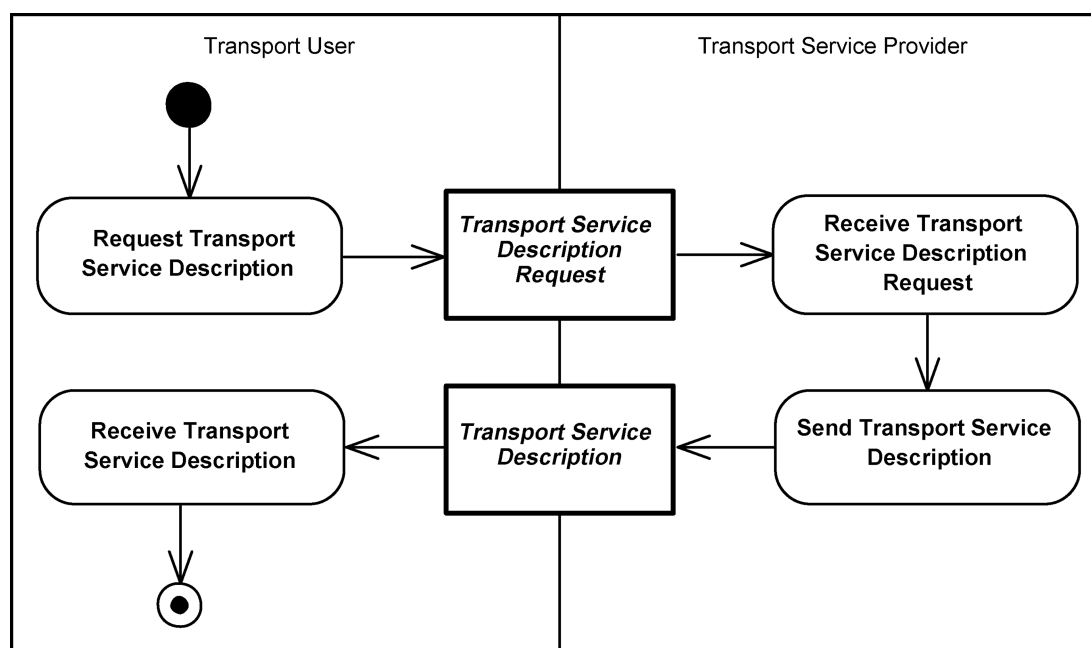 Transport User
Transport Service Provider
Request Transport
Service Description
Transport Service
Description
Request
Receive Transport
Service Description
Request
Receive Transport
Service Description
Transport Service
Description
Send Transport Service
Description